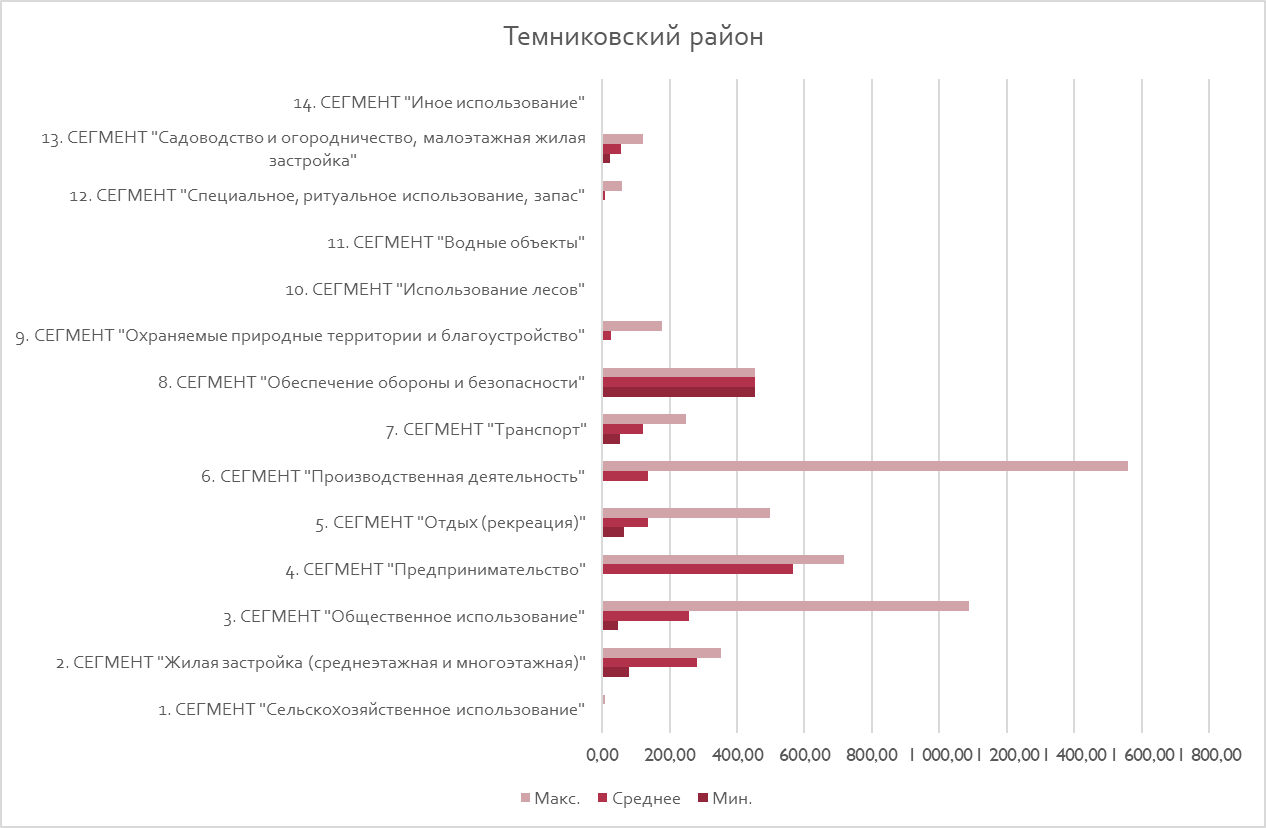 Темниковский район
14. СЕГМЕНТ "Иное использование"
13. СЕГМЕНТ "Садоводство и огородничество, малоэтажная жилая
застройка"
12. СЕГМЕНТ "Специальное, ритуальное использование, запас"
11. СЕГМЕНТ "Водные объекты"
10. СЕГМЕНТ "Использование лесов"
9. СЕГМЕНТ "Охраняемые природные территории и благоустройство"
8. СЕГМЕНТ "Обеспечение обороны и безопасности"
7. СЕГМЕНТ "Транспорт"
6. СЕГМЕНТ "Производственная деятельность"
5. СЕГМЕНТ "Отдых (рекреация)"
4. СЕГМЕНТ "Предпринимательство"
3. СЕГМЕНТ "Общественное использование"
2. СЕГМЕНТ "Жилая застройка (среднеэтажная и многоэтажная)"
1. СЕГМЕНТ "Сельскохозяйственное использование"
0,00 200,00 400,00 600,00 800,00 1 000,00 1 200,00 1 400,00 1 600,00 1 800,00
Макс. Среднее Мин.